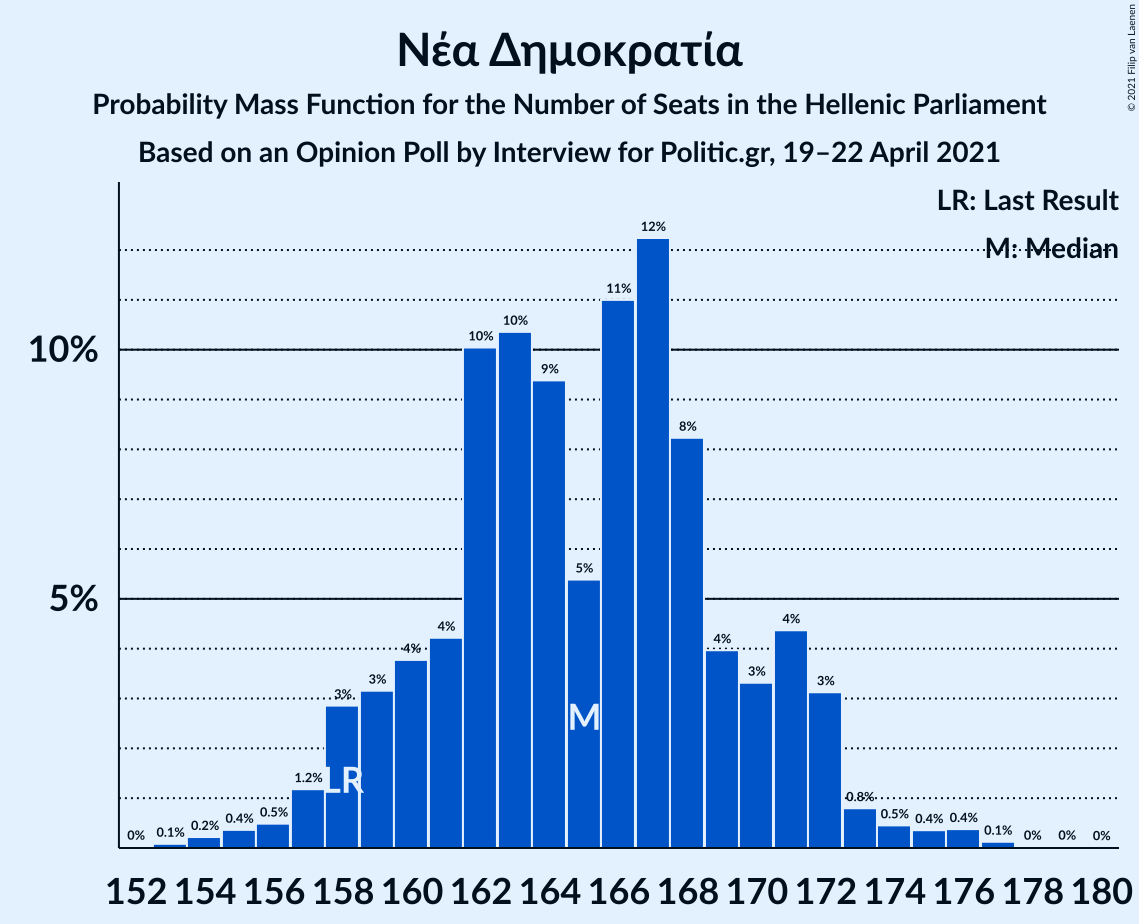 © 2021 Filip van Laenen
Νέα Δημοκρατία
Probability Mass Function for the Number of Seats in the Hellenic Parliament
Based on an Opinion Poll by Interview for Politic.gr, 19–22 April 2021
LR: Last Result
M: Median
12%
11%
10%
10%
10%
9%
8%
5%
5%
4%
4%
4%
4%
3%
3%
3%
3%
M
LR
1.2%
0.8%
0% 0.1% 0.2% 0.4% 0.5%
0.5% 0.4% 0.4% 0.1% 0% 0% 0%
152 154 156 158 160 162 164 166 168 170 172 174 176 178 180